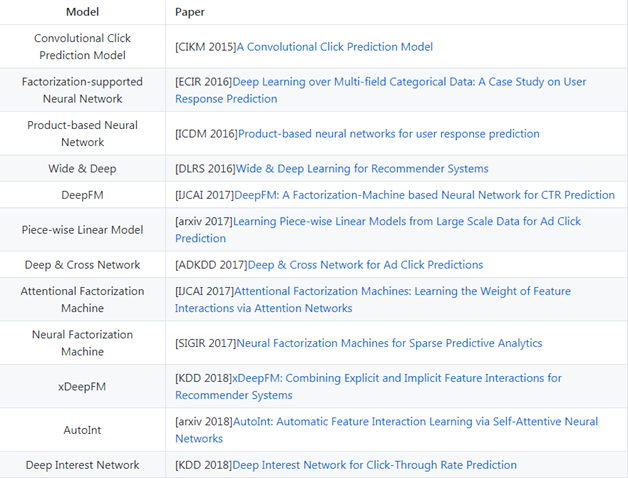 Model Paper
Convolutional Click
Prediction Model
[CIKM 2015]A Convolutional Click Prediction Model
Factorization-supported
Neural Network
[ECIR 2016]Deep Learning over Multi-field Categorical Data: A Case Study on User
Response Prediction
Product-based Neural
Network
[ICDM 2016]Product-based neural networks for user response prediction
Wide & Deep
[DLRS 2016]Wide & Deep Learning for Recommender Systems
DeepFM
[IJCAI 2017]DeepFM: A Factorization-Machine based Neural Network for CTR Prediction
Piece-wise Linear Model
[arxiv 2017]Learning Piece-wise Linear Models from Large Scale Data for Ad Click
Prediction
Deep & Cross Network
[ADKDD 2017]Deep & Cross Network for Ad Click Predictions
Attentional Factorization
Machine
[IJCAI 2017]Attentional Factorization Machines: Learning the Weight of Feature
Interactions via Attention Networks
Neural Factorization
Machine
[SIGIR 2017]Neural Factorization Machines for Sparse Predictive Analytics
xDeepFM
[KDD 2018]xDeepFM: Combining Explicit and Implicit Feature Interactions for
Recommender Systems
AutoInt
[arxiv 2018]AutoInt: Automatic Feature Interaction Learning via Self-Attentive Neural
Networks
Deep Interest Network
[KDD 2018]Deep Interest Network for Click-Through Rate Prediction